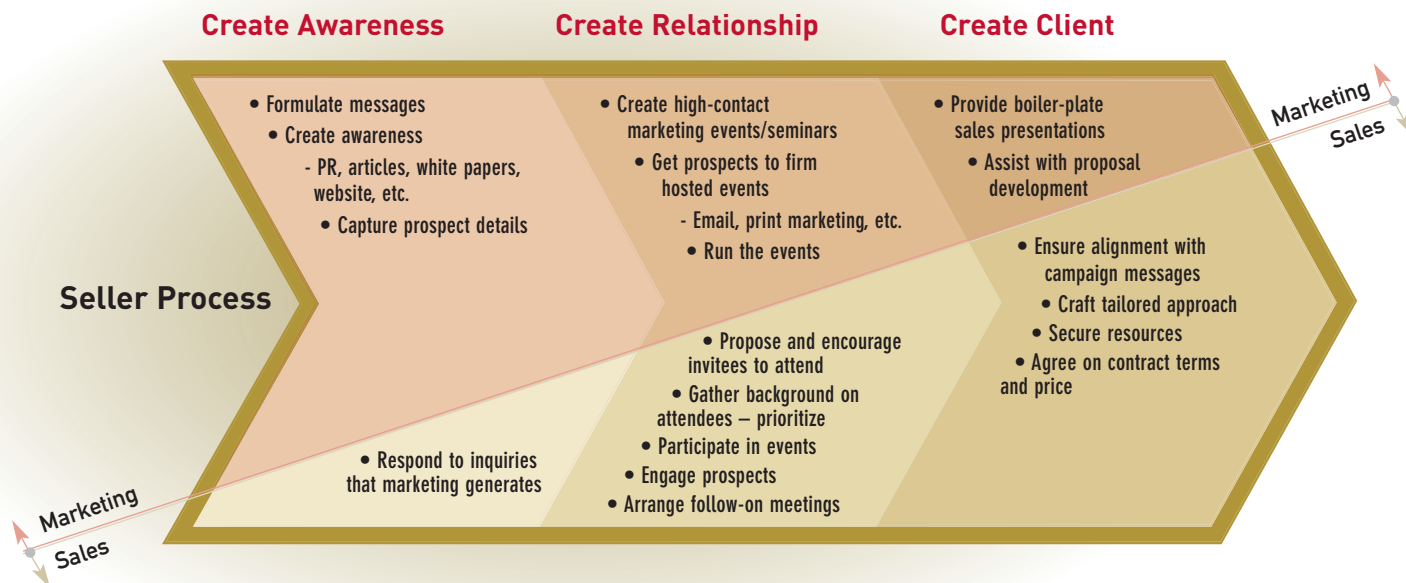 Create Awareness
Create Relationship
Create Client
• Formulate messages
• Create awareness
- PR, articles, white papers,
website, etc.
• Capture prospect details
• Create high-contact
marketing events/seminars
• Get prospects to firm
hosted events
- Email, print marketing, etc.
• Run the events
• Provide boiler-plate
sales presentations
• Assist with proposal
development
Marketing
Sales
Seller Process
• Respond to inquiries
that marketing generates
• Propose and encourage
invitees to attend
• Gather background on
attendees – prioritize
• Participate in events
• Engage prospects
• Arrange follow-on meetings
• Ensure alignment with
campaign messages
• Craft tailored approach
• Secure resources
• Agree on contract terms
and price
Marketing
Sales